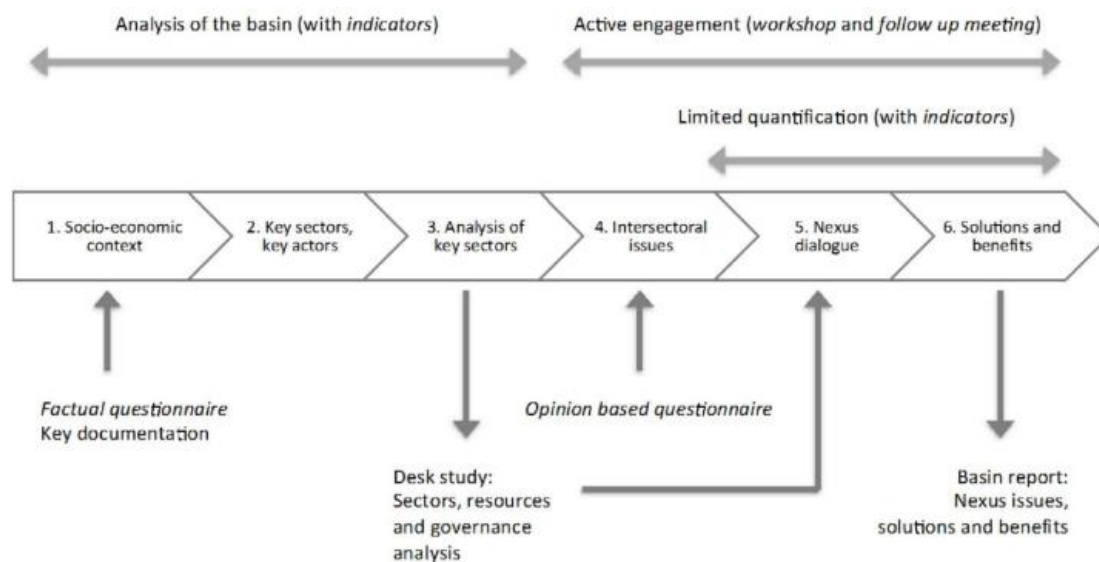 Analysis of the basin (with indicators)
Active engagement (workshop and follow up meeting)
Limited quantification (with indicators)
1. Socio-economic
context
2. Key sectors,
key actors
3. Analysis of
key sectors
4. Intersectoral
issues
5. Nexus
dialogue
6. Solutions and
benefits
Factual questionnaire
Key documentation
Opinion based questionnaire
Desk study:
Sectors, resources
and governance
analysis
Basin report:
Nexus issues,
solutions and benefits